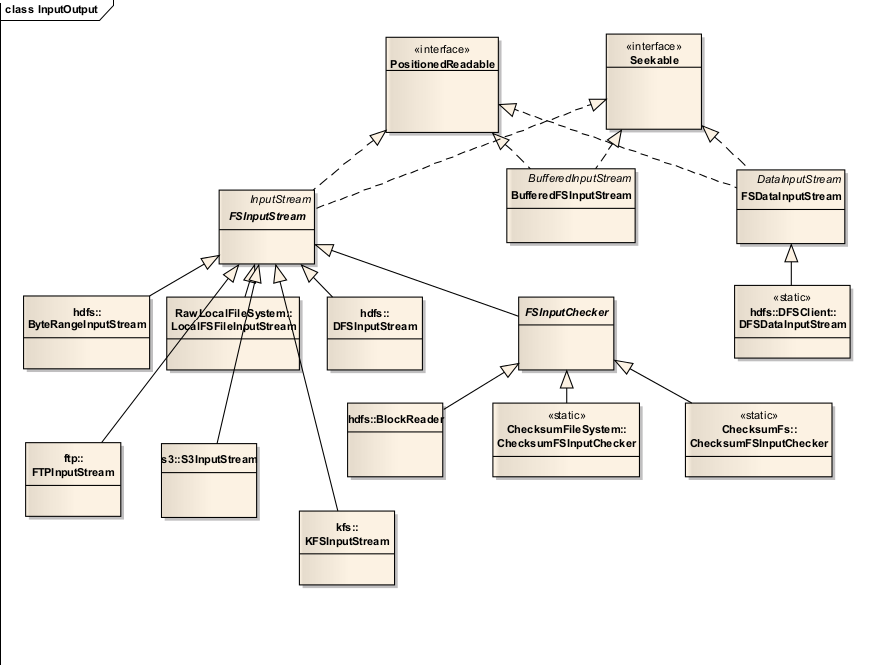 class InputOutput
«interface»
PositionedReadable
«interface»
Seekable
InputStream
FSInputStream
BufferedInputStream
BufferedFSInputStream
DataInputStream
FSDataInputStream
hdfs::
ByteRangeInputStream
RawLocalFileSystem::
LocalFSFileInputStream
hdfs::
DFSInputStream
FSInputChecker
«static»
hdfs::DFSClient::
DFSDataInputStream
hdfs::BlockReader
«static»
ChecksumFileSystem::
ChecksumFSInputChecker
«static»
ChecksumFs::
ChecksumFSInputChecker
ftp::
FTPInputStream
s3::S3InputStream
kfs::
KFSInputStream